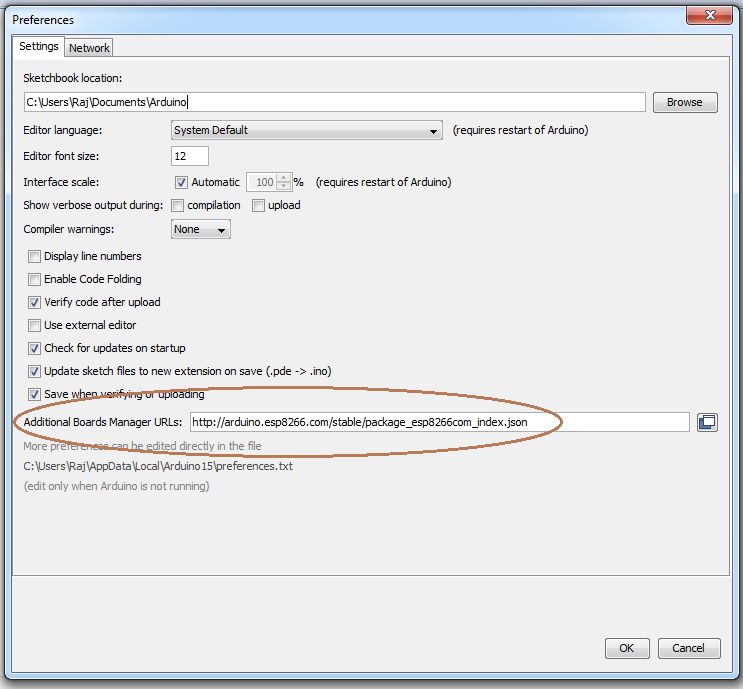 Preferences
Settings Network
Sketchbook location:
C:\Users\Raj\Documents\Arduino Browse
Editor language: System Default (requires restart of Arduino)
Editor font size: 12
Interface scale: Automatic 100 % (requires restart of Arduino)
Show verbose output during: compilation upload
Compiler warnings: None
Display line numbers
Enable Code Folding
Verify code after upload
Use external editor
Check for updates on startup
Update sketch files to new extension on save (.pde -> .ino)
Save when verifying or uploading
Additional Boards Manager URLs: http://arduino.esp8266.com/stable/package_esp8266com_index.json
More preferences can be edited directly in the file
C:\Users\Raj\AppData\Local\Arduino15\preferences.txt
(edit only when Arduino is not running)
OK Cancel